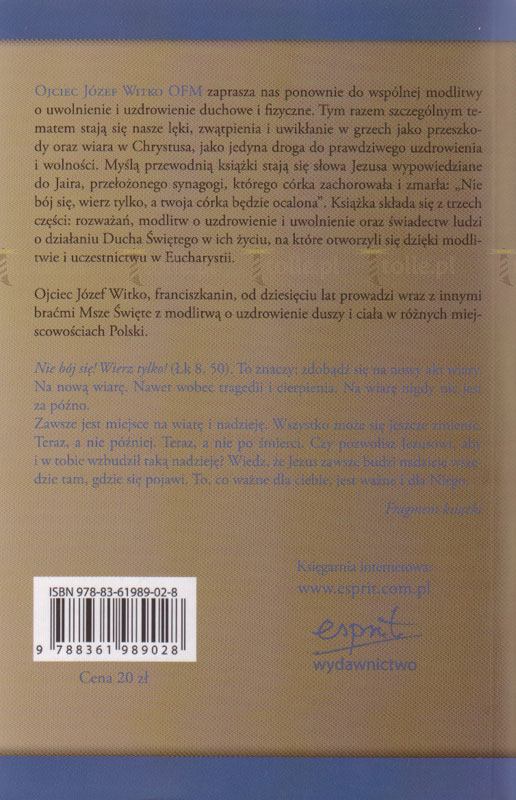 OJCIEC JÓZEF WITKO OFM zaprasza nas ponownie do wspólnej modlitwy
o uwolnienie i uzdrowienie duchowe i fizyczne. Tym razem szczególnym te-
matem stają się nasze lęki, zwątpienia i uwikłanie w grzech jako przeszko-
dy oraz wiara w Chrystusa, jako jedyna droga do prawdziwego uzdrowienia
i wolności. Myślą przewodnią książki stają się słowa Jezusa wypowiedziane
do Jaira, przełożonego synagogi, którego córka zachorowała i zmarła: „Nie
bój się, wierz tylko, a twoja córka będzie ocalona”. Książka składa się z trzech
części: rozważań, modlitw o uzdrowienie i uwolnienie oraz świadectw ludzi
o działaniu Ducha Świętego w ich życiu, na które otworzyli się dzięki modli-
twie i uczestnictwu w Eucharystii.
tolle.pl
tolle.pl
Ojciec Józef Witko, franciszkanin, od dziesięciu lat prowadzi wraz z innymi
braćmi Msze Święte z modlitwą o uzdrowienie duszy i ciała w różnych miej-
scowościach Polski.
Nie bój się! Wierz tylko! (Łk 8, 50). To znaczy: zdobądź się na nowy akt wiary.
Na nową wiarę. Nawet wobec tragedii i cierpienia. Na wiarę nigdy nie jest
za późno.
Zawsze jest miejsce na wiarę i nadzieję. Wszystko może się jeszcze zmienić.
Teraz, a nie później. Teraz, a nie po śmierci. Czy pozwolisz Jezusowi, aby
i w tobie wzbudził taką nadzieję? Wiedz, że Jezus zawsze budzi nadzieję wszę-
dzie tam, gdzie się pojawi. To, co ważne dla ciebie, jest ważne i dla Niego.
Fragment książki
Księgarnia internetowa:
www.esprit.com.pl
esprit
wydawnictwo
ISBN 978-83-61989-02-8
9 788361 989028
Cena 20 zł